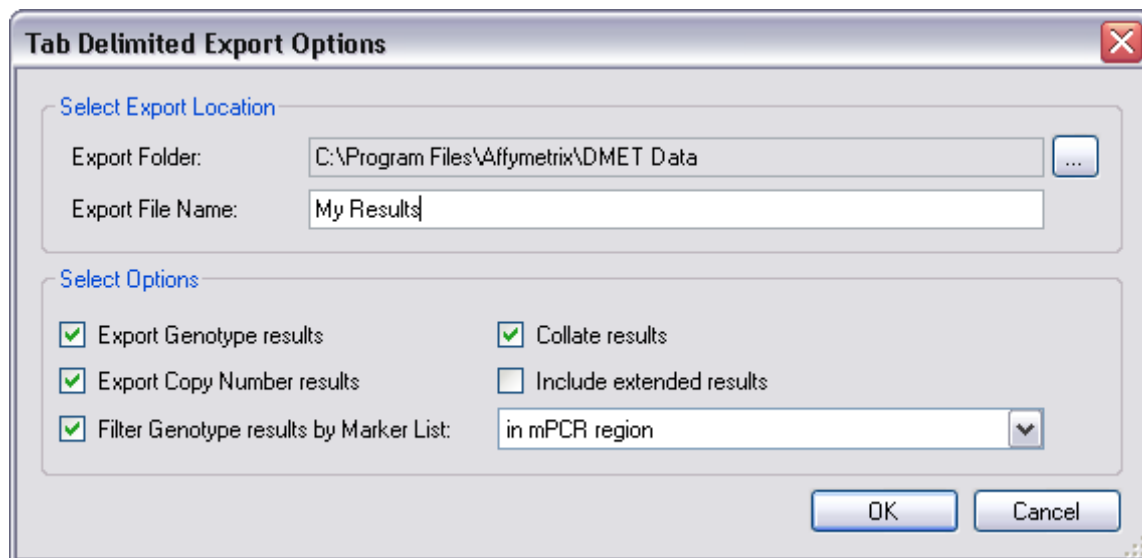 Tab Delimited Export Options
Select Export Location
Export Folder: C:\Program Files\Affymetrix\DMET Data ...
Export File Name: My Results
Select Options
Export Genotype results Collate results
Export Copy Number results Include extended results
Filter Genotype results by Marker List: in mPCR region
OK Cancel